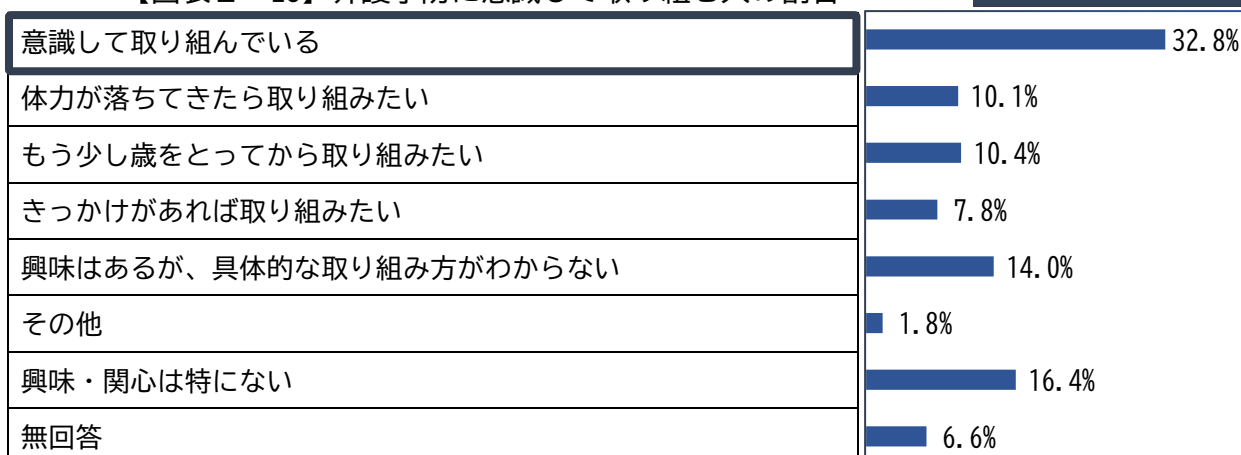 意識して取り組んでいる 32.8%
体力が落ちてきたら取り組みたい 10.1%
もう少し歳をとってから取り組みたい 10.4%
きっかけがあれば取り組みたい 7.8%
興味はあるが、具体的な取り組み方がわからない 14.0%
その他 1.8%
興味・関心は特にない 16.4%
無回答 6.6%